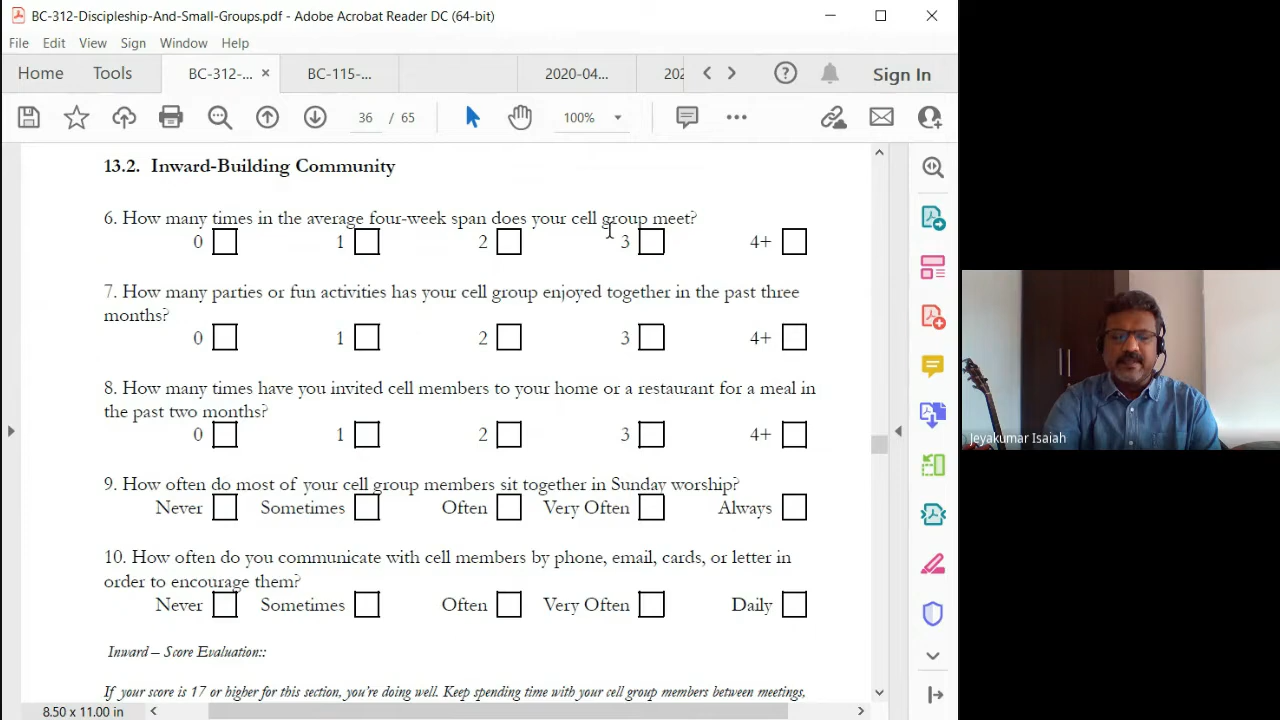 BC-312-Discipleship-And-Small-Groups.pdf - Adobe Acrobat Reader DC (64-bit)
File Edit View Sign Window Help
Home Tools BC-312-... × BC-115-... 2020-04... 202 Sign In
36 / 65 100%
13.2. Inward-Building Community
6. How many times in the average four-week span does your cell group meet?
0 1 2 3 4+
7. How many parties or fun activities has your cell group enjoyed together in the past three
months?
0 1 2 3 4+
8. How many times have you invited cell members to your home or a restaurant for a meal in
the past two months?
0 1 2 3 4+
9. How often do most of your cell group members sit together in Sunday worship?
Never Sometimes Often Very Often Always
10. How often do you communicate with cell members by phone, email, cards, or letter in
order to encourage them?
Never Sometimes Often Very Often Daily
Inward – Score Evaluation::
If your score is 17 or higher for this section, you're doing well. Keep spending time with your cell group members between meetings,
8.50 x 11.00 in
Jeyakumar Isaiah